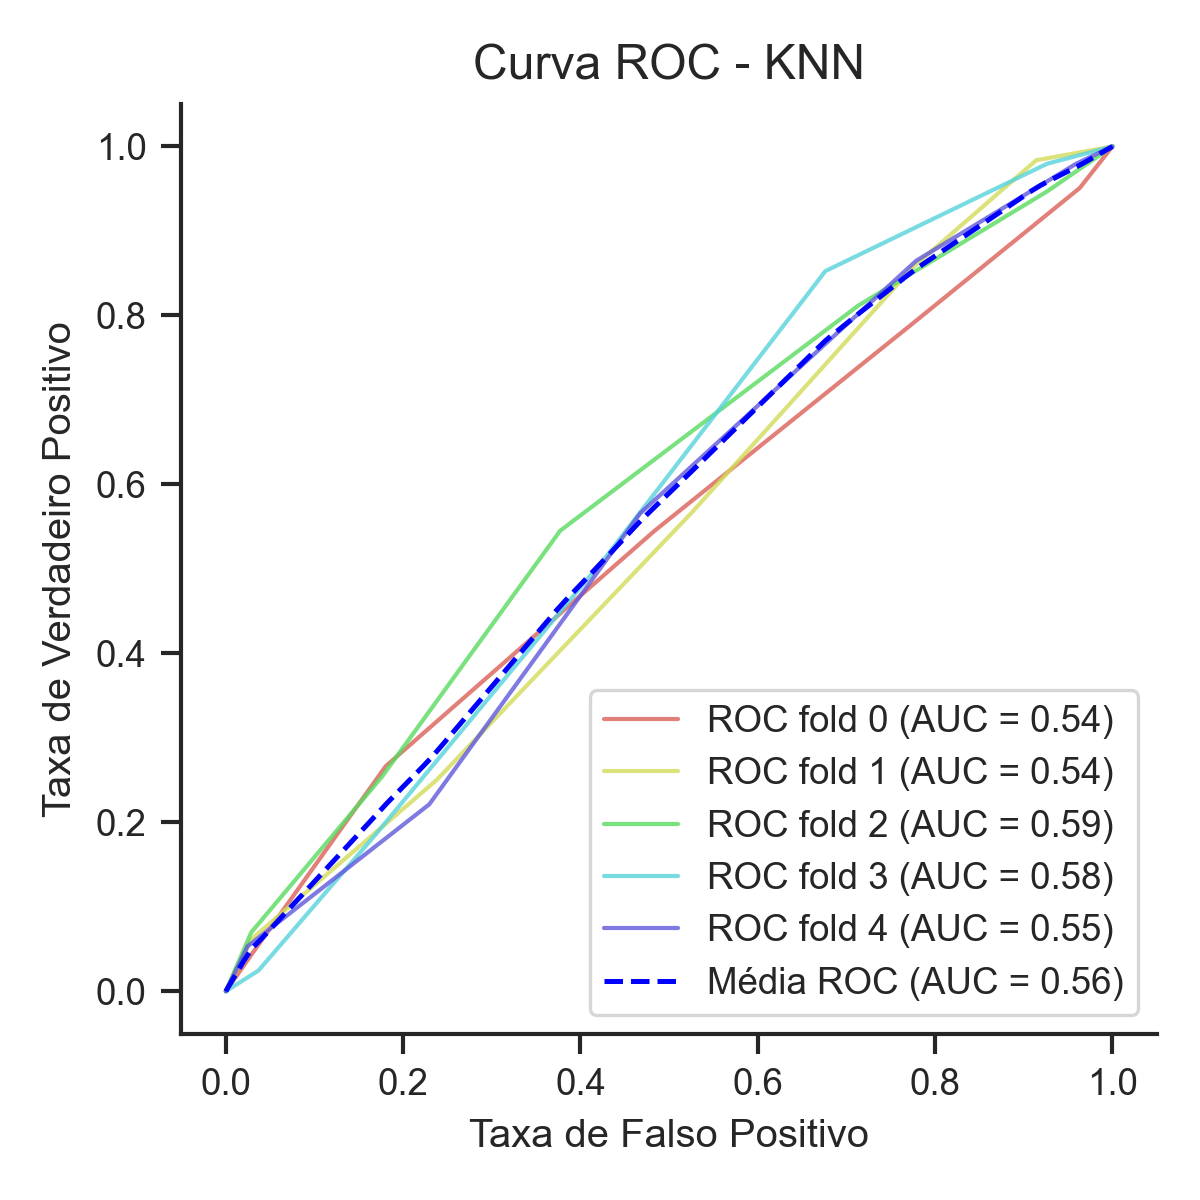 Curva ROC - KNN
1.0
0.8
0.6
0.4
0.2
0.0
Taxa de Verdadeiro Positivo
ROC fold 0 (AUC = 0.54)
ROC fold 1 (AUC = 0.54)
ROC fold 2 (AUC = 0.59)
ROC fold 3 (AUC = 0.58)
ROC fold 4 (AUC = 0.55)
Média ROC (AUC = 0.56)
0.0 0.2 0.4 0.6 0.8 1.0
Taxa de Falso Positivo